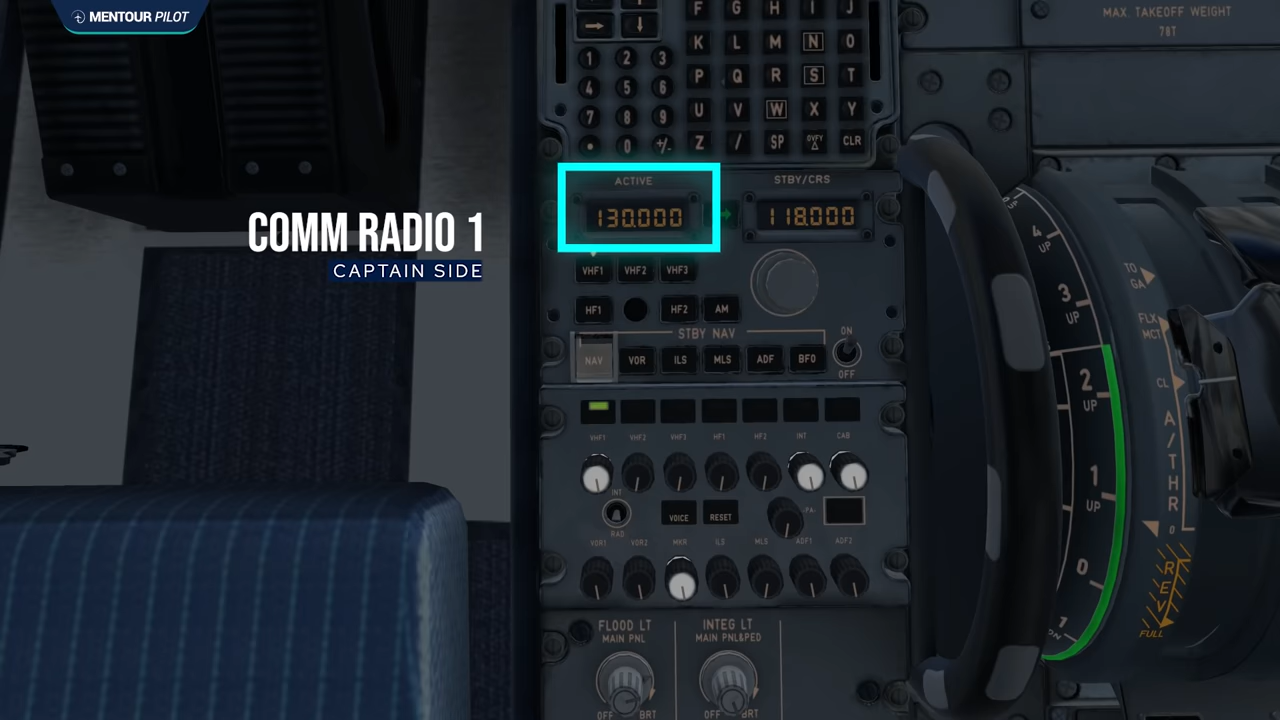 MENTOUR PILOT
F G H I J
K L M N O
1 2 3
P Q R S T
4 5 6
U V W X Y
7 8 9
Z / SP OVFY Δ CLR
. 0 +/-
MAX. TAKEOFF WEIGHT
78T
ACTIVE
STBY/CRS
130.000
118.000
COMM RADIO 1
CAPTAIN SIDE
VHF1 VHF2 VHF3
HF1 HF2 AM
STBY NAV
ON
NAV VOR ILS MLS ADF BFO
OFF
VHF1 VHF2 VHF3 HF1 HF2 INT CAB
INT
RAD
VOICE RESET
PA
VOR1 VOR2 MKR ILS MLS ADF1 ADF2
FLOOD LT
MAIN PNL
OFF BRT
INTEG LT
MAIN PNL&PED
OFF BRT
4
UP
3
UP
2
UP
1
UP
0
1
DN
TO
GA
FLX
MCT
CL
A/THR
0
REV
FULL